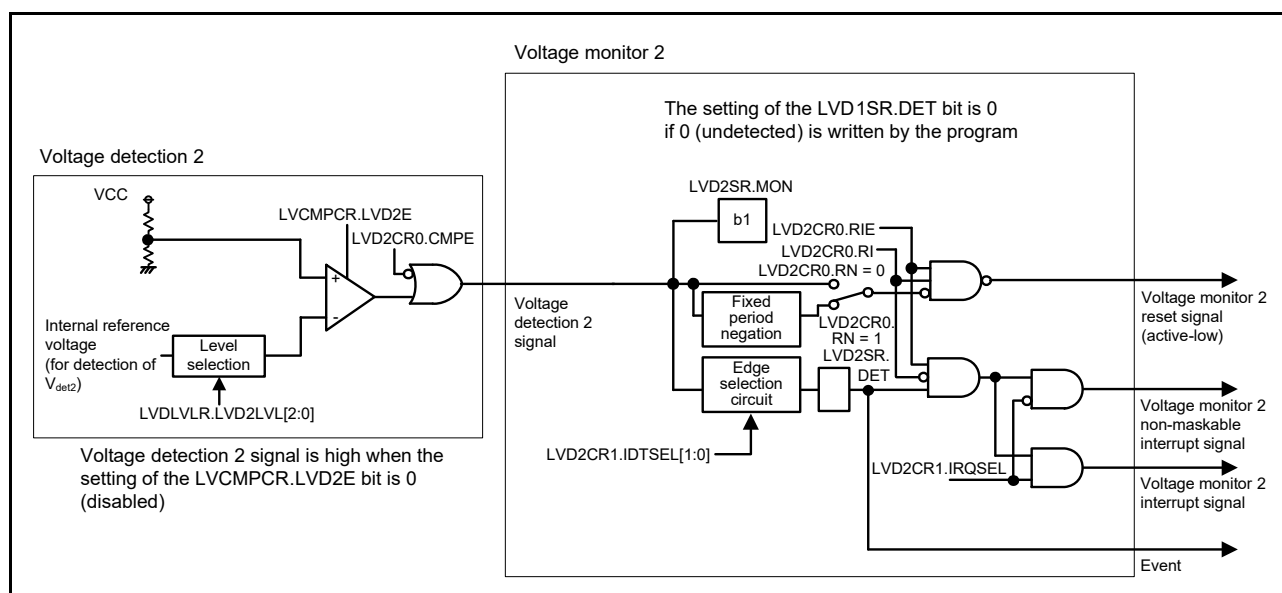 Voltage monitor 2
The setting of the LVD1SR.DET bit is 0
if 0 (undetected) is written by the program
Voltage detection 2
VCC
LVCMPCR.LVD2E
LVD2CR0.CMPE
+
-
Internal reference
voltage
(for detection of
Vdet2)
Level
selection
LVDLVLR.LVD2LVL[2:0]
Voltage detection 2 signal is high when the
setting of the LVCMPCR.LVD2E bit is 0
(disabled)
Voltage
detection 2
signal
LVD2SR.MON
b1
LVD2CR0.RIE
LVD2CR0.RI
LVD2CR0.RN = 0
Fixed
period
negation
LVD2CR0.
RN = 1
LVD2SR.
DET
Edge
selection
circuit
LVD2CR1.IDTSEL[1:0]
LVD2CR1.IRQSEL
Voltage monitor 2
reset signal
(active-low)
Voltage monitor 2
non-maskable
interrupt signal
Voltage monitor 2
interrupt signal
Event